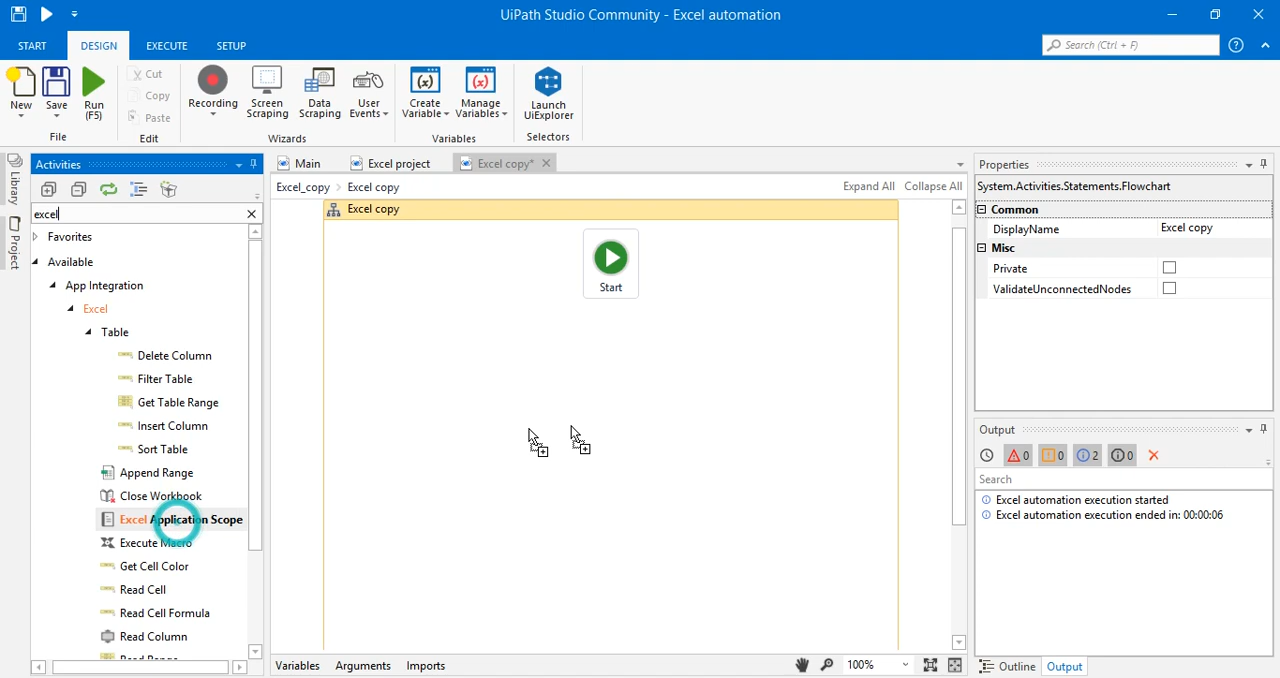 UiPath Studio Community - Excel automation
START DESIGN EXECUTE SETUP
Search (Ctrl + F)
New Save Run (F5)
Cut
Copy
Paste
Recording Screen Scraping Data Scraping User Events
Create Variable Manage Variables
Launch UiExplorer
File Edit Wizards Variables Selectors
Library
Project
Activities
excel
Favorites
Available
App Integration
Excel
Table
Delete Column
Filter Table
Get Table Range
Insert Column
Sort Table
Append Range
Close Workbook
Excel Application Scope
Execute Macro
Get Cell Color
Read Cell
Read Cell Formula
Read Column
Read Range
Main Excel project Excel copy*
Excel_copy Excel copy Expand All Collapse All
Excel copy
Start
Variables Arguments Imports 100%
Properties
System.Activities.Statements.Flowchart
Common
DisplayName Excel copy
Misc
Private
ValidateUnconnectedNodes
Output
0 0 2 0
Search
Excel automation execution started
Excel automation execution ended in: 00:00:06
Outline Output